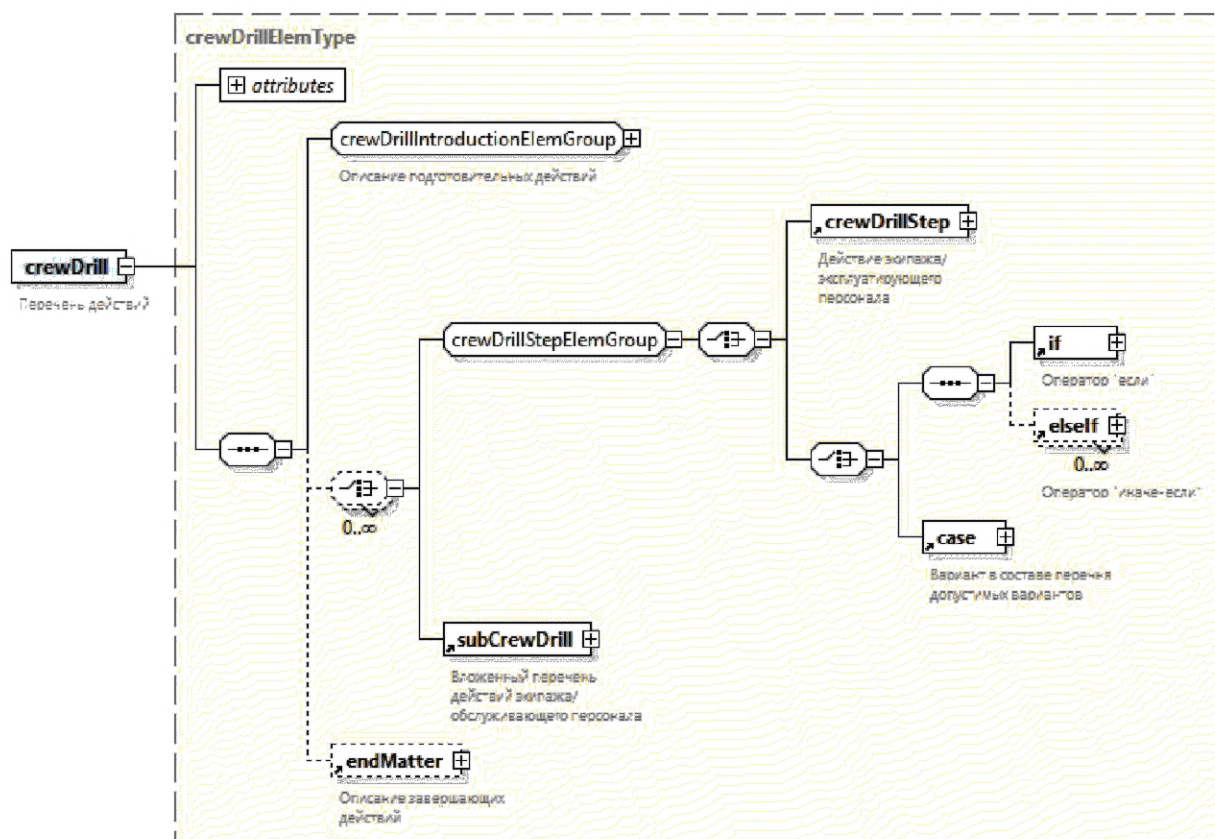 crewDrillElemType
attributes
crewDrillIntroductionElemGroup
Описание подготовительных действий
crewDrillStep
Действие экипажа/
эксплуатирующего
персонала
crewDrill
Перечень действий
crewDrillStepElemGroup
if
Оператор "если"
elseIf
0..∞
Оператор "иначе-если"
0..∞
case
Вариант в составе перечня
допустимых вариантов
subCrewDrill
Вложенный перечень
действий экипажа/
обслуживающего персонала
endMatter
Описание завершающих
действий